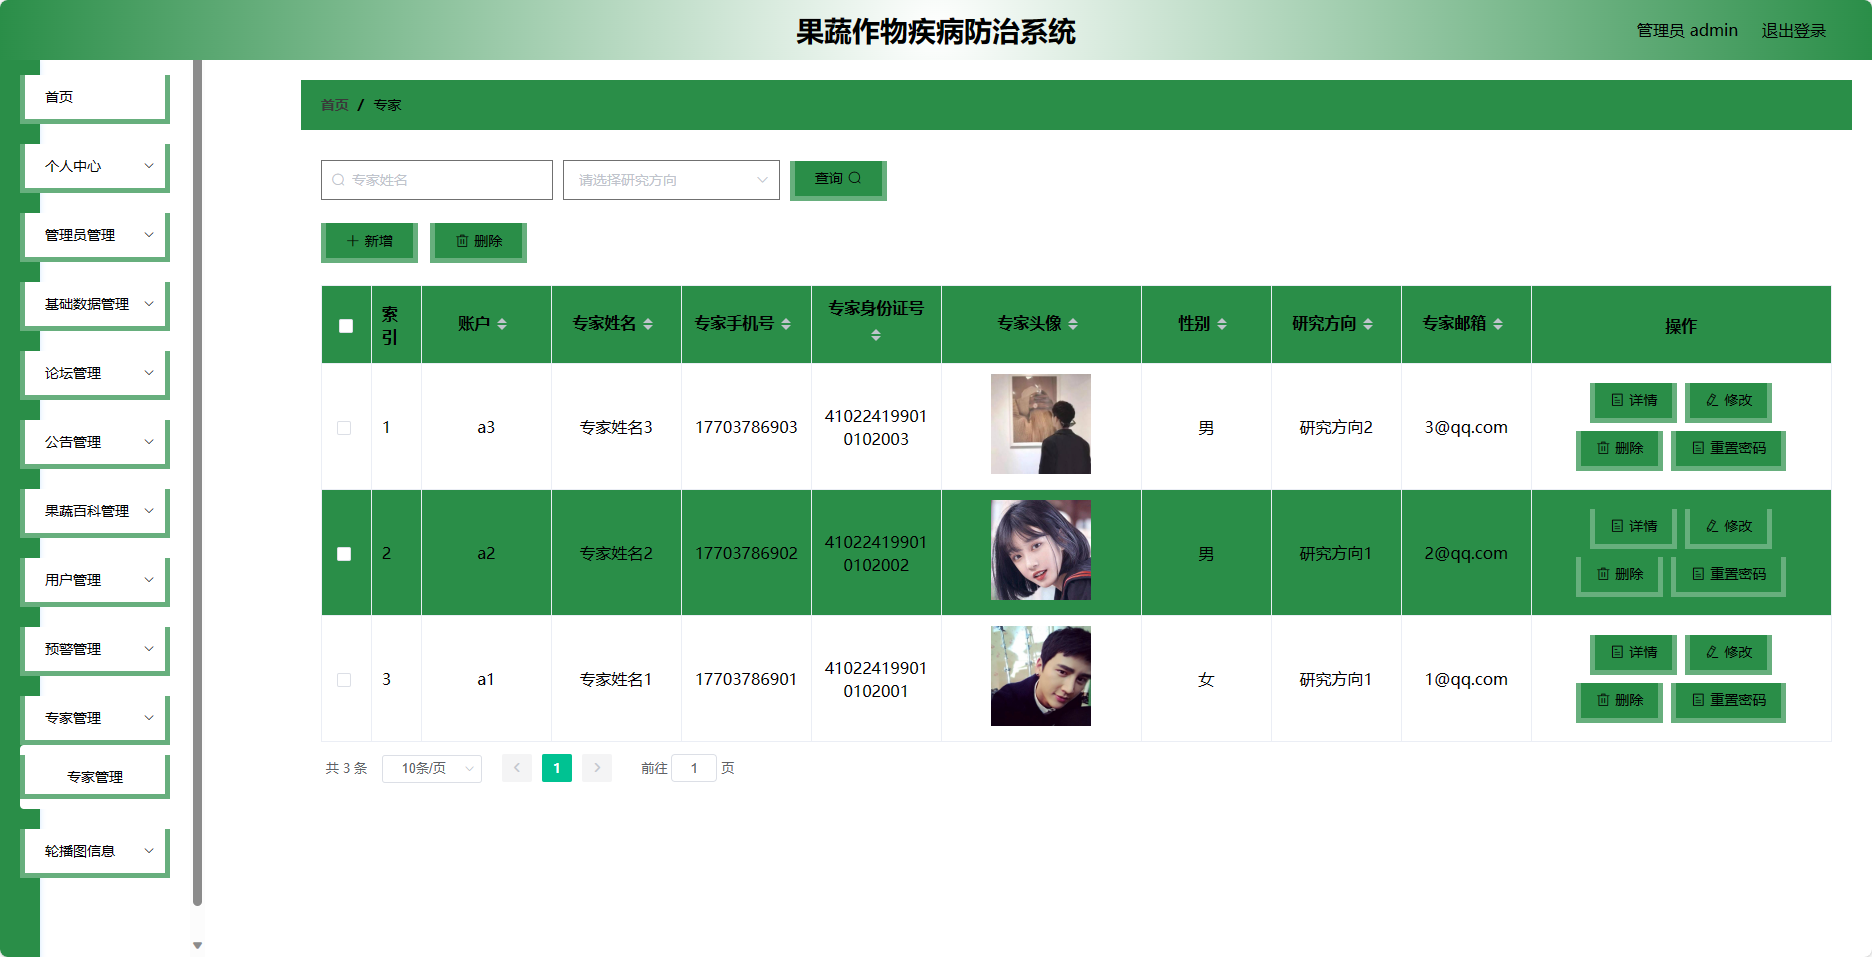 果蔬作物疾病防治系统
管理员 admin
退出登录
首页
个人中心
管理员管理
基础数据管理
论坛管理
公告管理
果蔬百科管理
用户管理
预警管理
专家管理
专家管理
轮播图信息
首页 / 专家
专家姓名
请选择研究方向
查询
新增
删除
索引
账户
专家姓名
专家手机号
专家身份证号
专家头像
性别
研究方向
专家邮箱
操作
1
a3
专家姓名3
17703786903
41022419901
0102003
男
研究方向2
3@qq.com
详情
修改
删除
重置密码
2
a2
专家姓名2
17703786902
41022419901
0102002
男
研究方向1
2@qq.com
详情
修改
删除
重置密码
3
a1
专家姓名1
17703786901
41022419901
0102001
女
研究方向1
1@qq.com
详情
修改
删除
重置密码
共 3 条
10条/页
1
前往 1 页